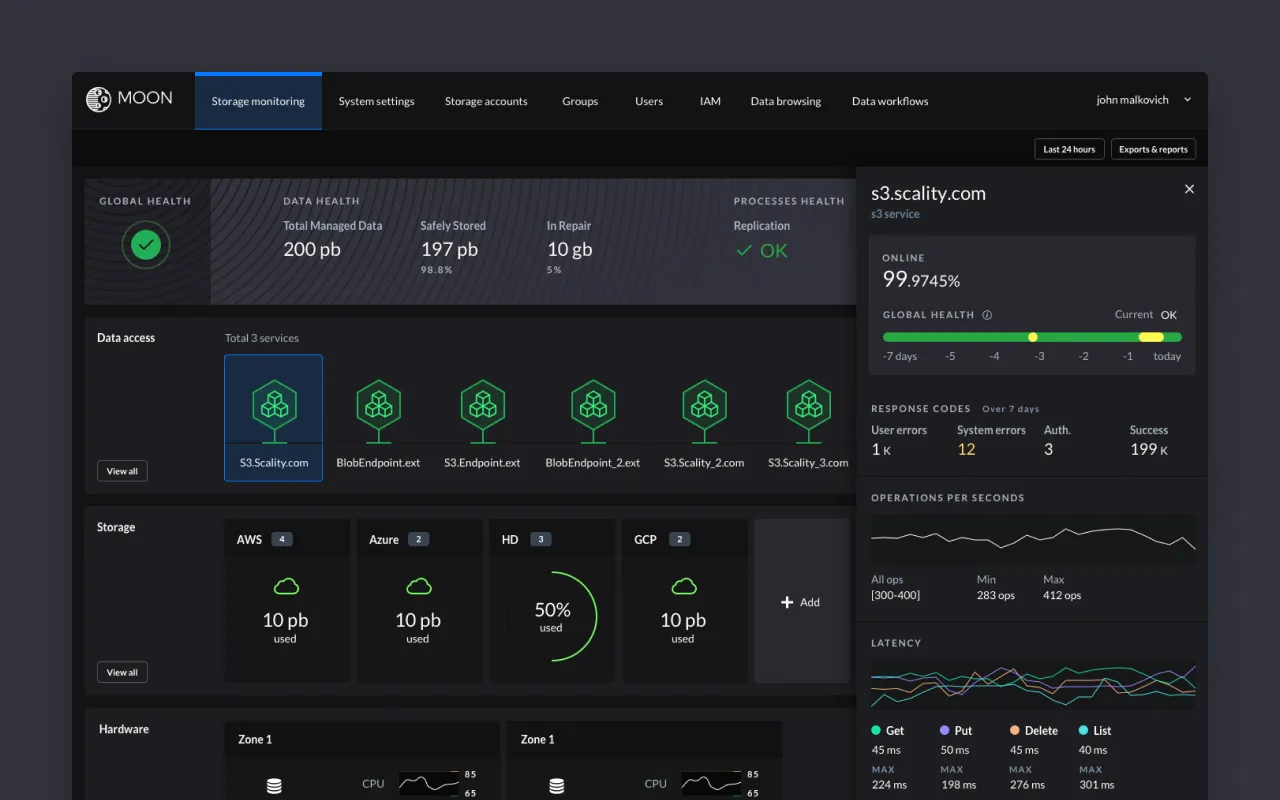 MOON
Storage monitoring
System settings
Storage accounts
Groups
Users
IAM
Data browsing
Data workflows
john malkovich
Last 24 hours
Exports & reports
GLOBAL HEALTH
DATA HEALTH
Total Managed Data
200 pb
Safely Stored
197 pb
98.8%
In Repair
10 gb
5%
PROCESSES HEALTH
Replication
OK
Data access
Total 3 services
S3.Scality.com
BlobEndpoint.ext
S3.Endpoint.ext
BlobEndpoint_2.ext
S3.Scality_2.com
S3.Scality_3.com
View all
Storage
AWS 4
10 pb
used
Azure 2
10 pb
used
HD 3
50%
used
GCP 2
10 pb
used
Add
View all
Hardware
Zone 1
CPU
85
65
Zone 1
CPU
85
65
s3.scality.com
s3 service
ONLINE
99.9745%
GLOBAL HEALTH
Current OK
-7 days -5 -4 -3 -2 -1 today
RESPONSE CODES Over 7 days
User errors System errors Auth. Success
1 K 12 3 199 K
OPERATIONS PER SECONDS
All ops Min Max
[300-400] 283 ops 412 ops
LATENCY
Get Put Delete List
45 ms 50 ms 45 ms 40 ms
MAX MAX MAX MAX
224 ms 198 ms 276 ms 301 ms